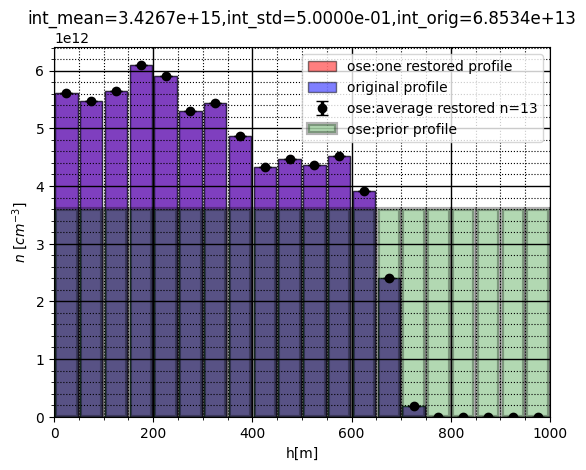 int_mean=3.4267e+15,int_std=5.0000e-01,int_orig=6.8534e+13
1e12
ose:one restored profile
original profile
ose:average restored n=13
ose:prior profile
6
5
4
3
2
1
0
n [cm⁻³]
0 200 400 600 800 1000
h[m]